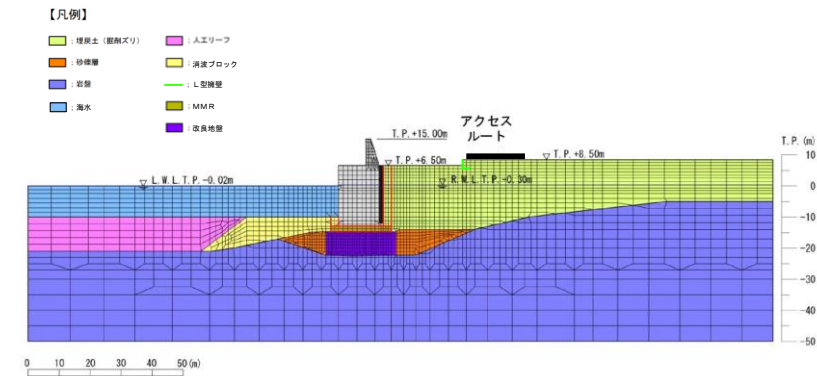 【凡例】
：埋戻土（掘削ズリ）
：人工リーフ
：砂礫層
：消波ブロック
：岩盤
：L型擁壁
：海水
：MMR
：改良地盤
アクセス
ルート
T.P.+15.00m
T.P.+6.50m
T.P.+8.50m
T.P.(m)
L.W.L.T.P.-0.02m
R.W.L.T.P.-0.30m
10
0
-10
-20
-30
-40
-50
0 10 20 30 40 50(m)